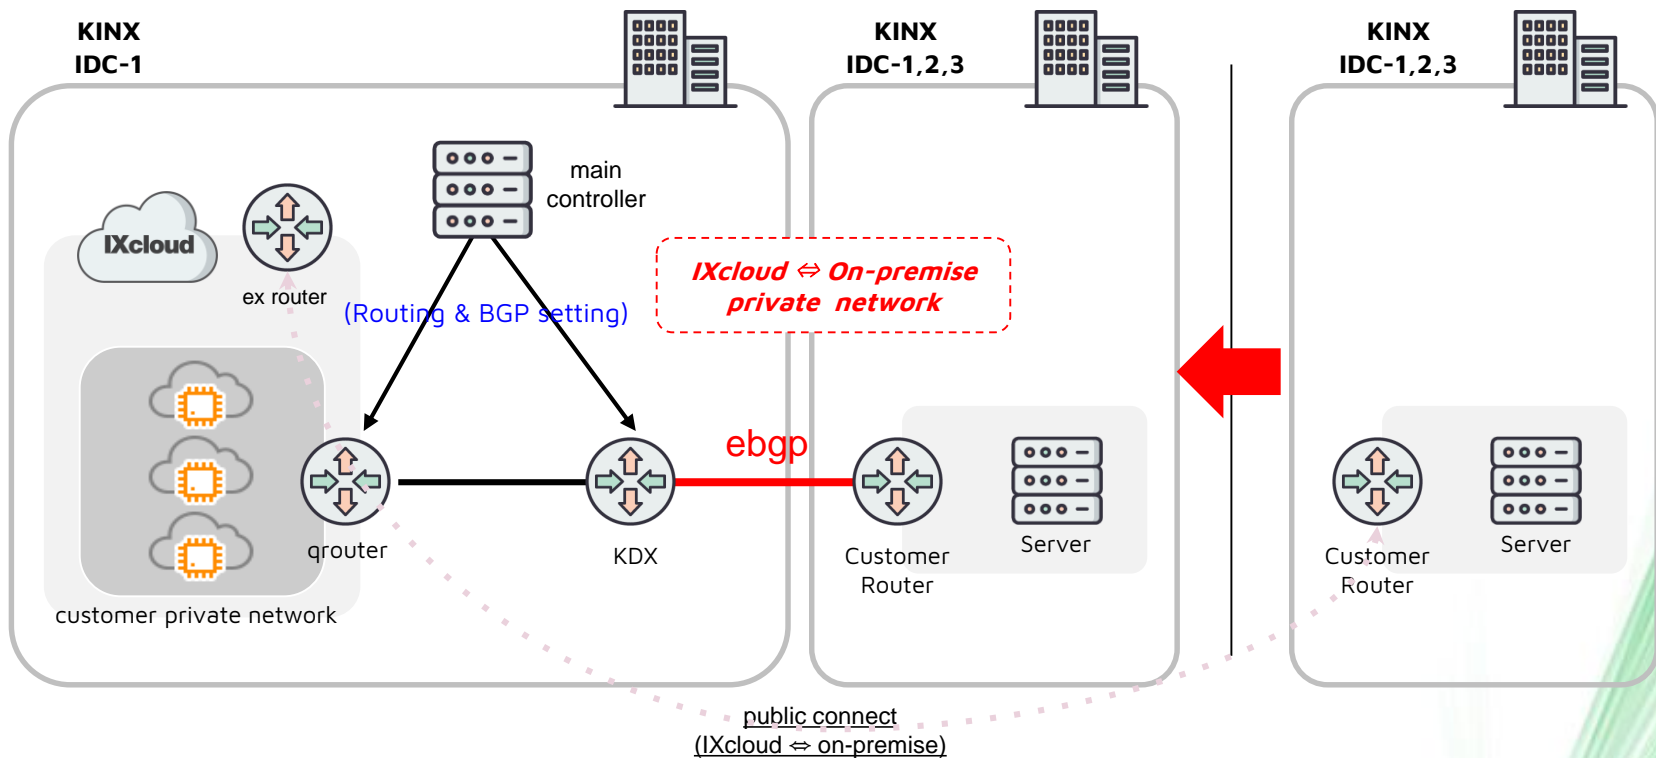 KINX
IDC-1
KINX
IDC-1,2,3
KINX
IDC-1,2,3
main
controller
IXcloud
ex router
(Routing & BGP setting)
IXcloud ⇔ On-premise
private network
ebgp
qrouter
KDX
Customer
Router
Server
Customer
Router
Server
customer private network
public connect
(IXcloud ⇔ on-premise)